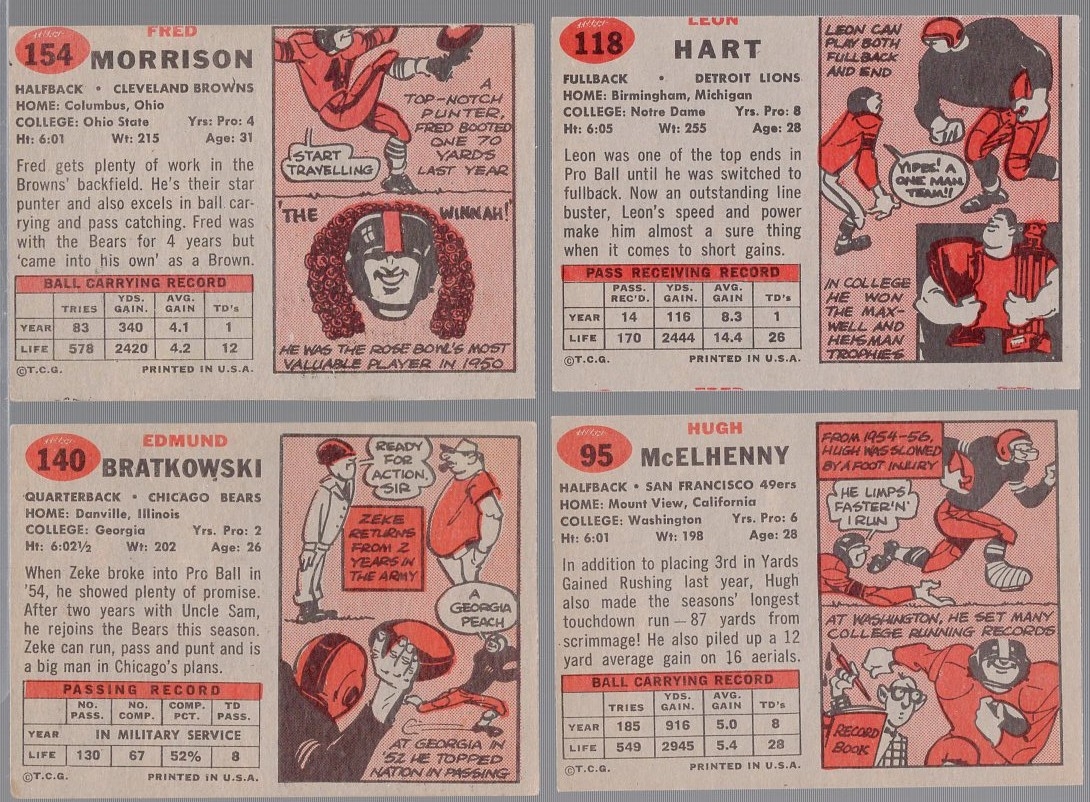 154
FRED
MORRISON
HALFBACK • CLEVELAND BROWNS
HOME: Columbus, Ohio
COLLEGE: Ohio State Yrs. Pro: 4
Ht: 6:01 Wt: 215 Age: 31
Fred gets plenty of work in the
Browns' backfield. He's their star
punter and also excels in ball car-
rying and pass catching. Fred was
with the Bears for 4 years but
'came into his own' as a Brown.
BALL CARRYING RECORD
TRIES YDS. GAIN. AVG. GAIN TD's
YEAR 83 340 4.1 1
LIFE 578 2420 4.2 12
©T.C.G. PRINTED IN U.S.A.
A
TOP-NOTCH
PUNTER,
FRED BOOTED
ONE 70
YARDS
LAST YEAR
START
TRAVELLING
'THE WINNAH!'
HE WAS THE ROSE BOWL'S MOST
VALUABLE PLAYER IN 1950
118
LEON
HART
FULLBACK • DETROIT LIONS
HOME: Birmingham, Michigan
COLLEGE: Notre Dame Yrs. Pro: 8
Ht: 6:05 Wt: 255 Age: 28
Leon was one of the top ends in
Pro Ball until he was switched to
fullback. Now an outstanding line
buster, Leon's speed and power
make him almost a sure thing
when it comes to short gains.
PASS RECEIVING RECORD
PASS. REC'D. YDS. GAIN. AVG. GAIN TD's
YEAR 14 116 8.3 1
LIFE 170 2444 14.4 26
©T.C.G. PRINTED IN U.S.A.
LEON CAN
PLAY BOTH
FULLBACK
AND END
YIPES! A
ONE MAN
TEAM!!
IN COLLEGE
HE WON
THE MAX-
WELL AND
HEISMAN
TROPHIES
140
EDMUND
BRATKOWSKI
QUARTERBACK • CHICAGO BEARS
HOME: Danville, Illinois
COLLEGE: Georgia Yrs. Pro: 2
Ht: 6:02½ Wt: 202 Age: 26
When Zeke broke into Pro Ball in
'54, he showed plenty of promise.
After two years with Uncle Sam,
he rejoins the Bears this season.
Zeke can run, pass and punt and is
a big man in Chicago's plans.
PASSING RECORD
NO. PASS. NO. COMP. COMP. PCT. TD PASS.
YEAR IN MILITARY SERVICE
LIFE 130 67 52% 8
©T.C.G. PRINTED IN U.S.A.
READY
FOR
ACTION,
SIR
ZEKE
RETURNS
FROM 2
YEARS IN
THE ARMY
A
GEORGIA
PEACH
AT GEORGIA IN
'52 HE TOPPED
NATION IN PASSING
95
HUGH
McELHENNY
HALFBACK • SAN FRANCISCO 49ers
HOME: Mount View, California
COLLEGE: Washington Yrs. Pro: 6
Ht: 6:01 Wt: 198 Age: 28
In addition to placing 3rd in Yards
Gained Rushing last year, Hugh
also made the seasons' longest
touchdown run — 87 yards from
scrimmage! He also piled up a 12
yard average gain on 16 aerials.
BALL CARRYING RECORD
TRIES YDS. GAIN. AVG. GAIN TD's
YEAR 185 916 5.0 8
LIFE 549 2945 5.4 28
©T.C.G. PRINTED IN U.S.A.
FROM 1954-56,
HUGH WAS SLOWED
BY A FOOT INJURY
HE LIMPS
FASTER'N'
I RUN
AT WASHINGTON, HE SET MANY
COLLEGE RUNNING RECORDS
RECORD
BOOK